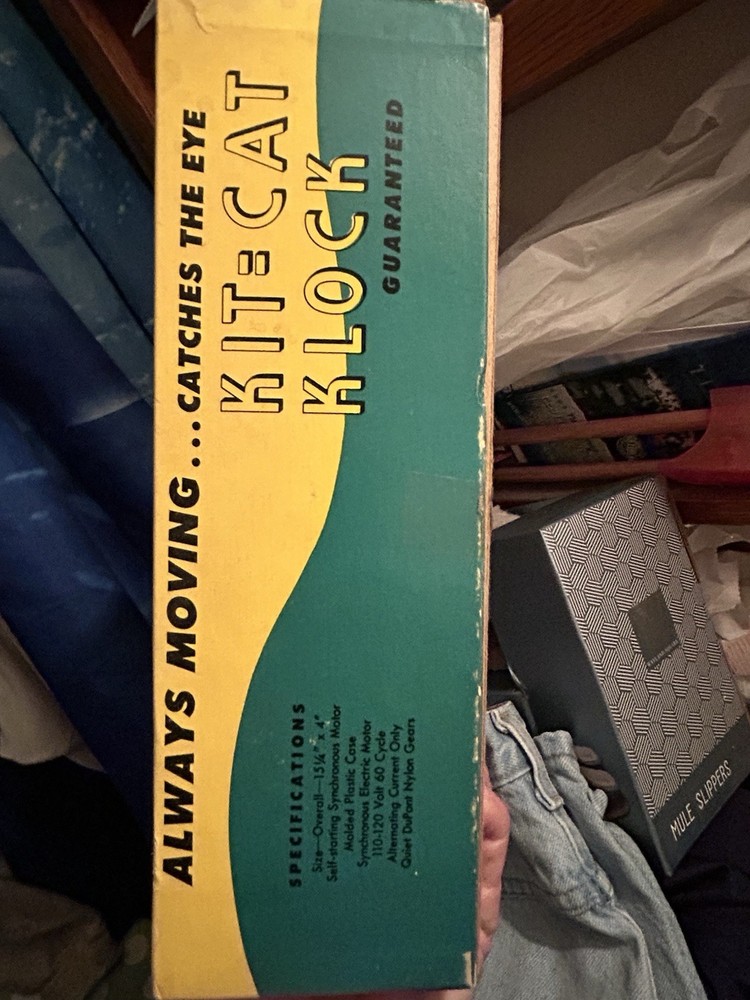 ALWAYS MOVING....CATCHES THE EYE
KIT=CAT
KLOCK
GUARANTEED
SPECIFICATIONS
Size—Overall—15¼" x 4"
Self-starting Synchronous Motor
Molded Plastic Case
Synchronous Electric Motor
110-120 Volt 60 Cycle
Alternating Current Only
Quiet DuPont Nylon Gears
MULE SLIPPERS